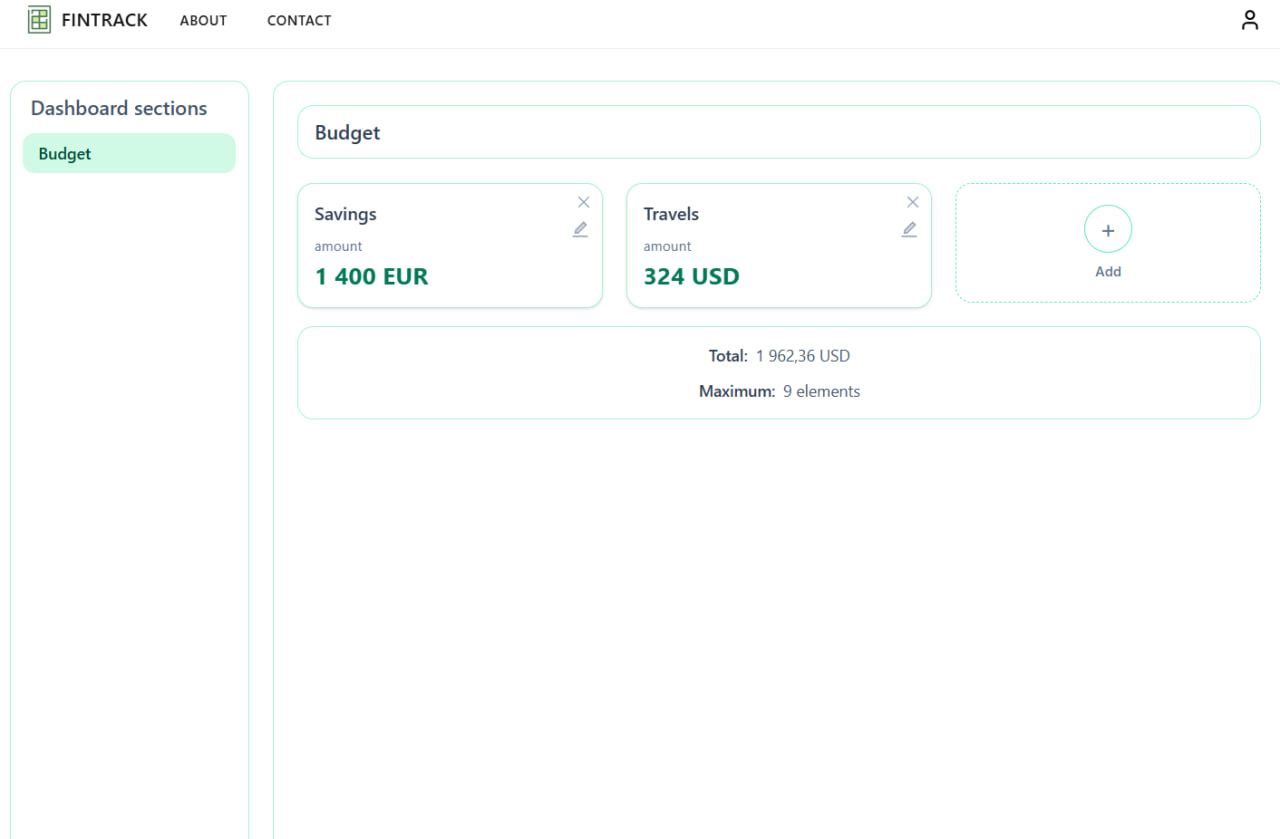 FINTRACK ABOUT CONTACT
Dashboard sections
Budget
Budget
Savings
amount
1 400 EUR
Travels
amount
324 USD
+
Add
Total: 1 962,36 USD
Maximum: 9 elements